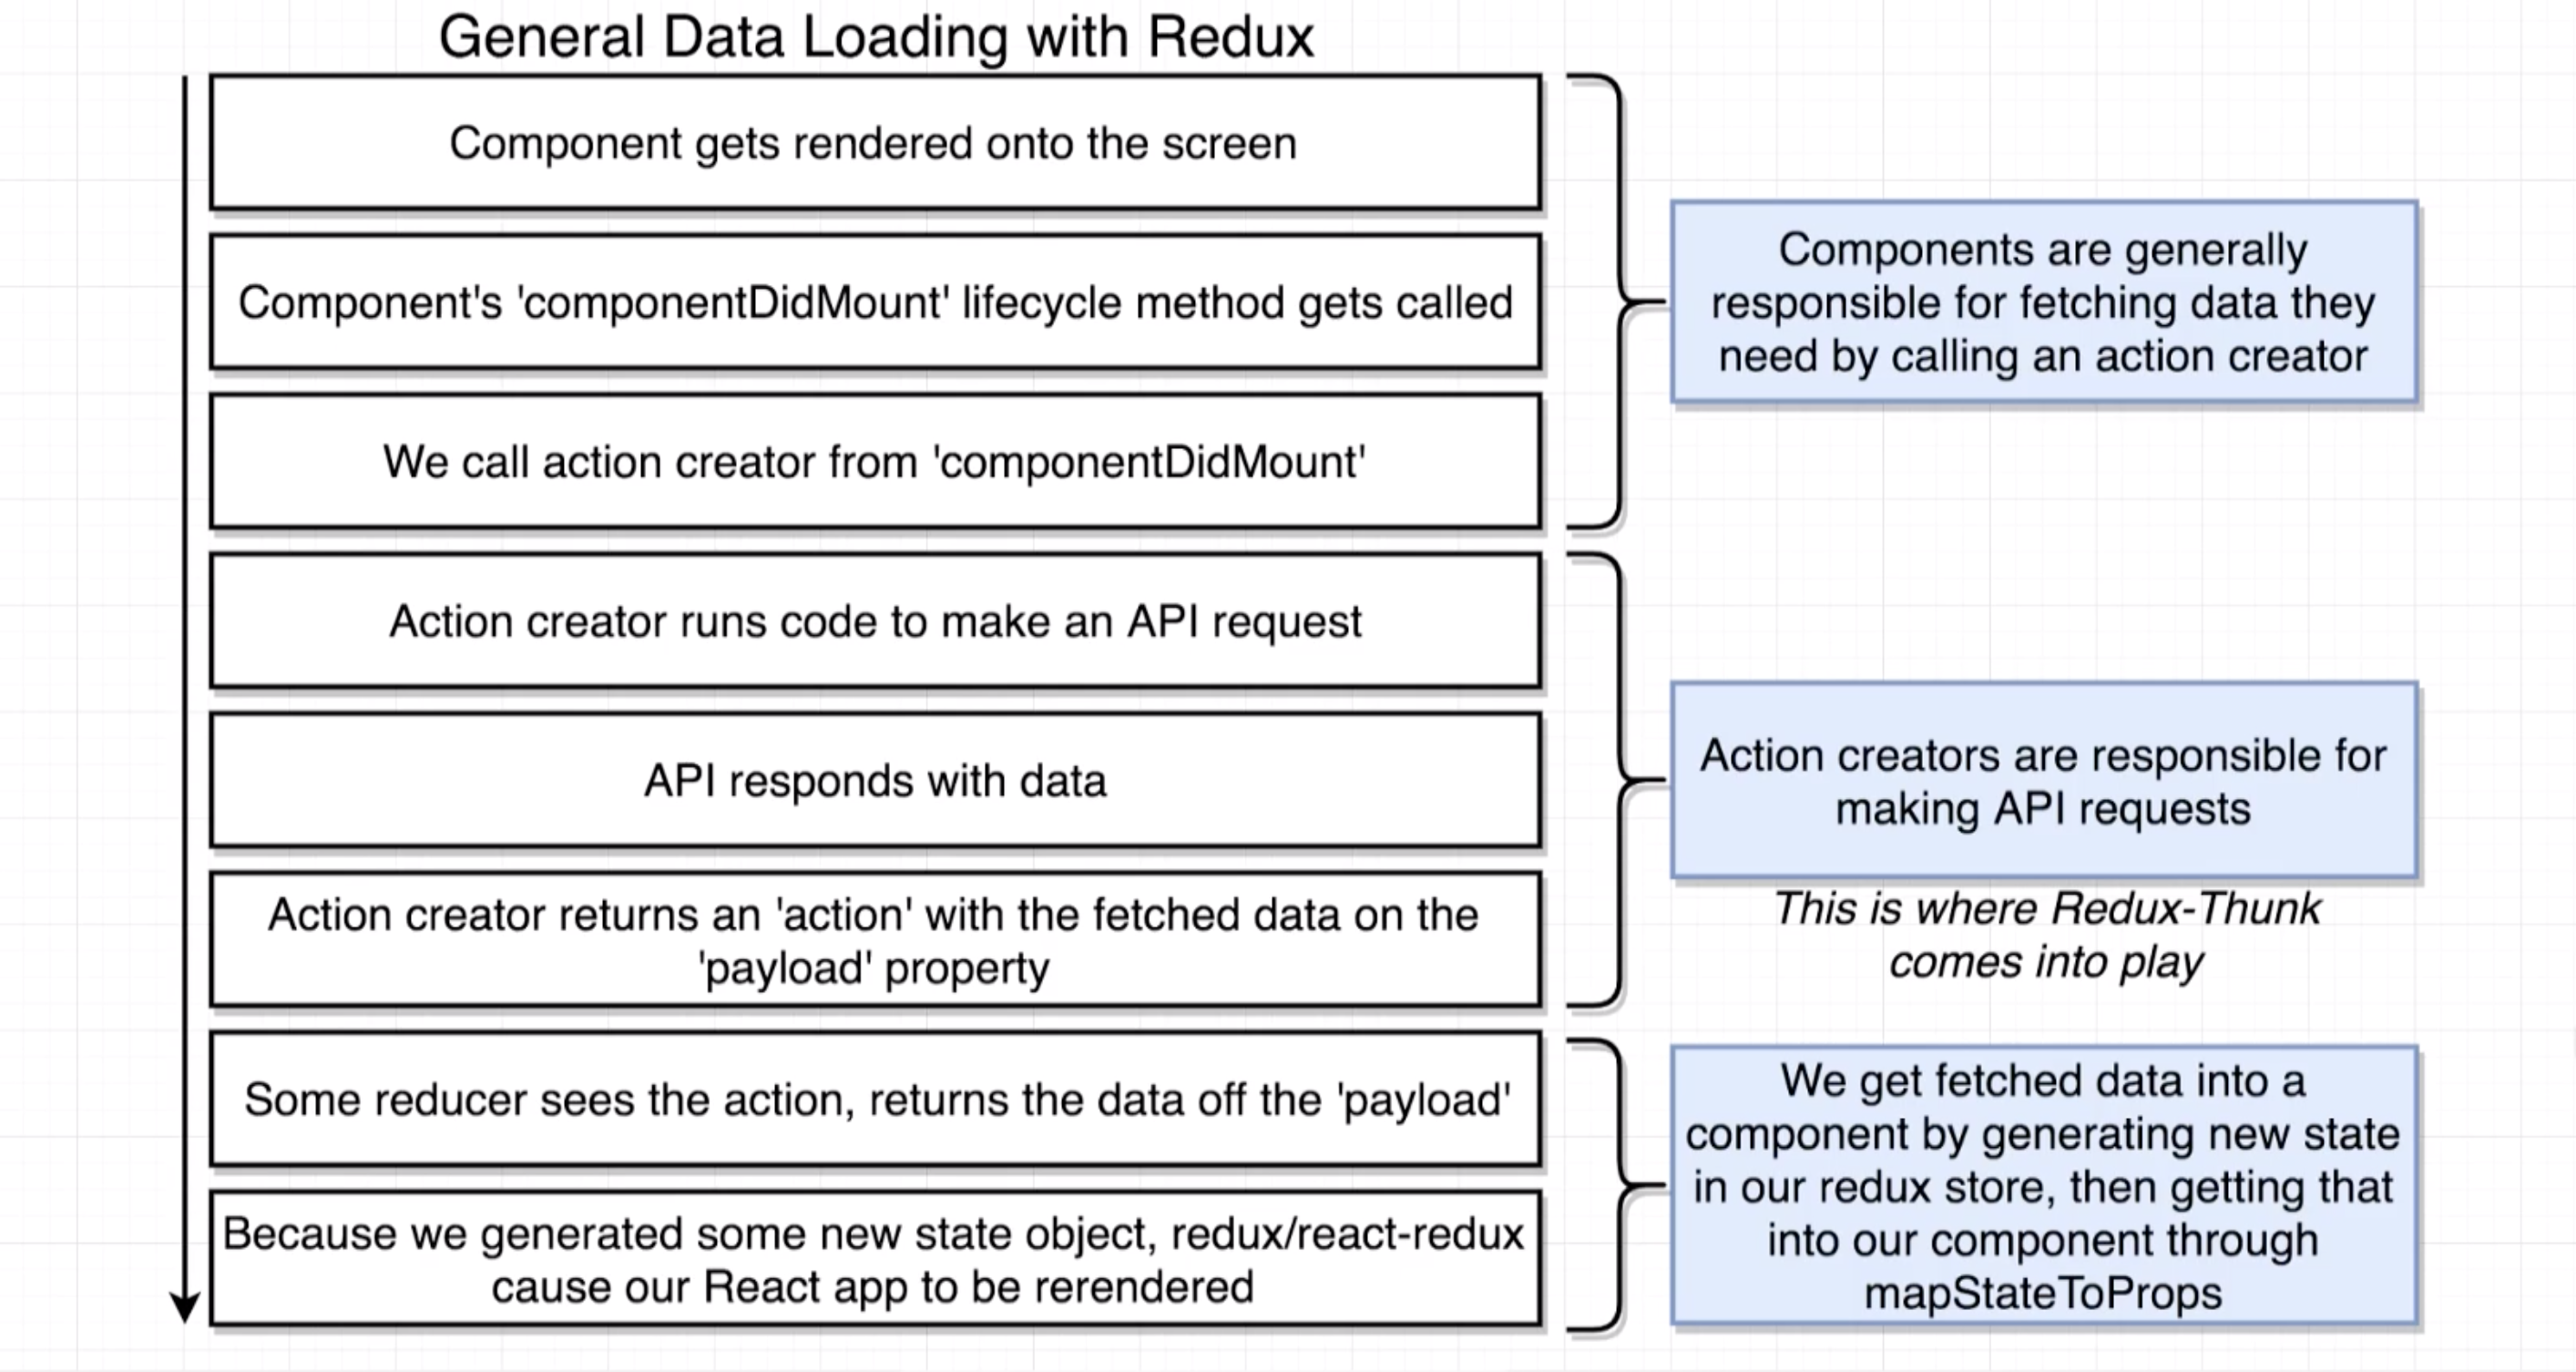 General Data Loading with Redux
Component gets rendered onto the screen
Component's 'componentDidMount' lifecycle method gets called
We call action creator from 'componentDidMount'
Components are generally
responsible for fetching data they
need by calling an action creator
Action creator runs code to make an API request
API responds with data
Action creator returns an 'action' with the fetched data on the
'payload' property
Action creators are responsible for
making API requests
This is where Redux-Thunk
comes into play
Some reducer sees the action, returns the data off the 'payload'
Because we generated some new state object, redux/react-redux
cause our React app to be rerendered
We get fetched data into a
component by generating new state
in our redux store, then getting that
into our component through
mapStateToProps